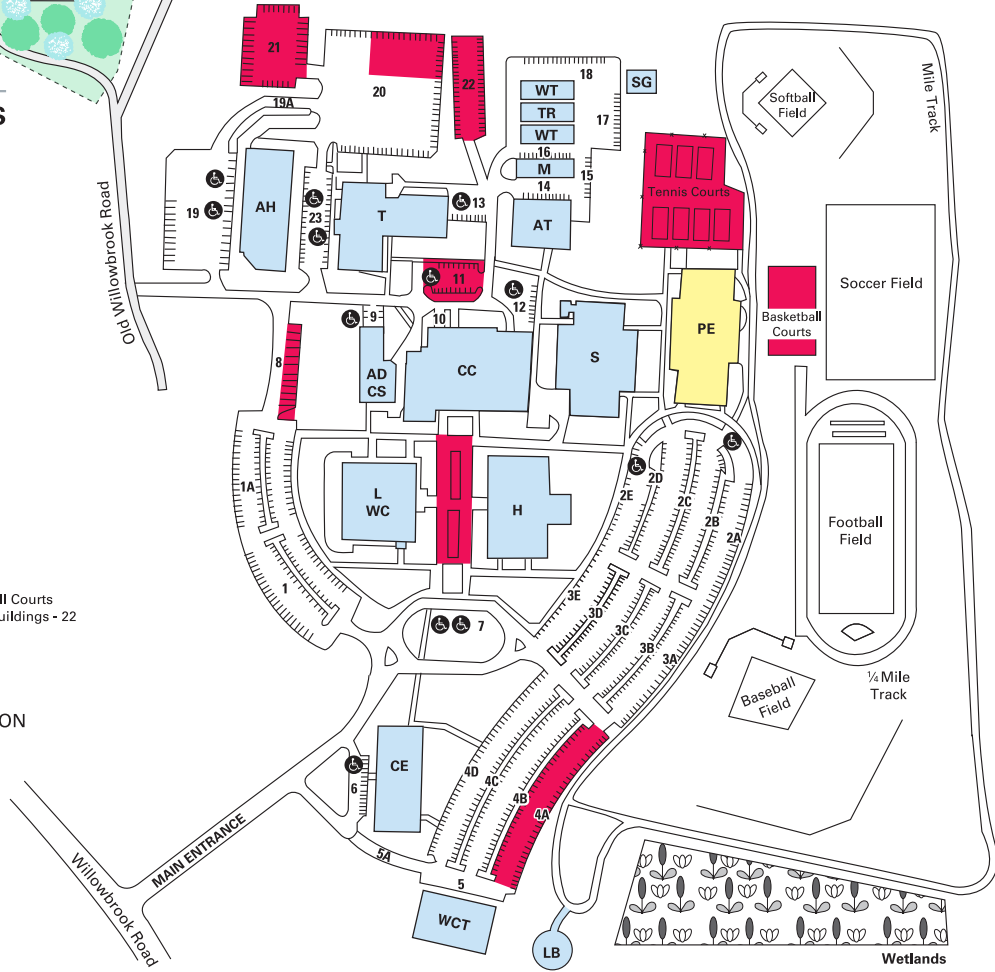 S
21
20
22
18
SG
WT
TR
WT
17
16
M
15
14
19A
Softball
Field
Mile Track
Old Willowbrook Road
19
AH
23
T
13
AT
Tennis Courts
Soccer Field
11
12
10
9
Basketball
Courts
PE
S
CC
AD
CS
8
1A
L
WC
H
2E
2D
2C
2B
2A
Football
Field
1
ll Courts
uildings - 22
3E
3D
3C
3B
3A
7
¼ Mile
Track
Baseball
Field
ON
CE
6
4D
4C
4B
4A
MAIN ENTRANCE
5A
5
Willowbrook Road
WCT
LB
Wetlands